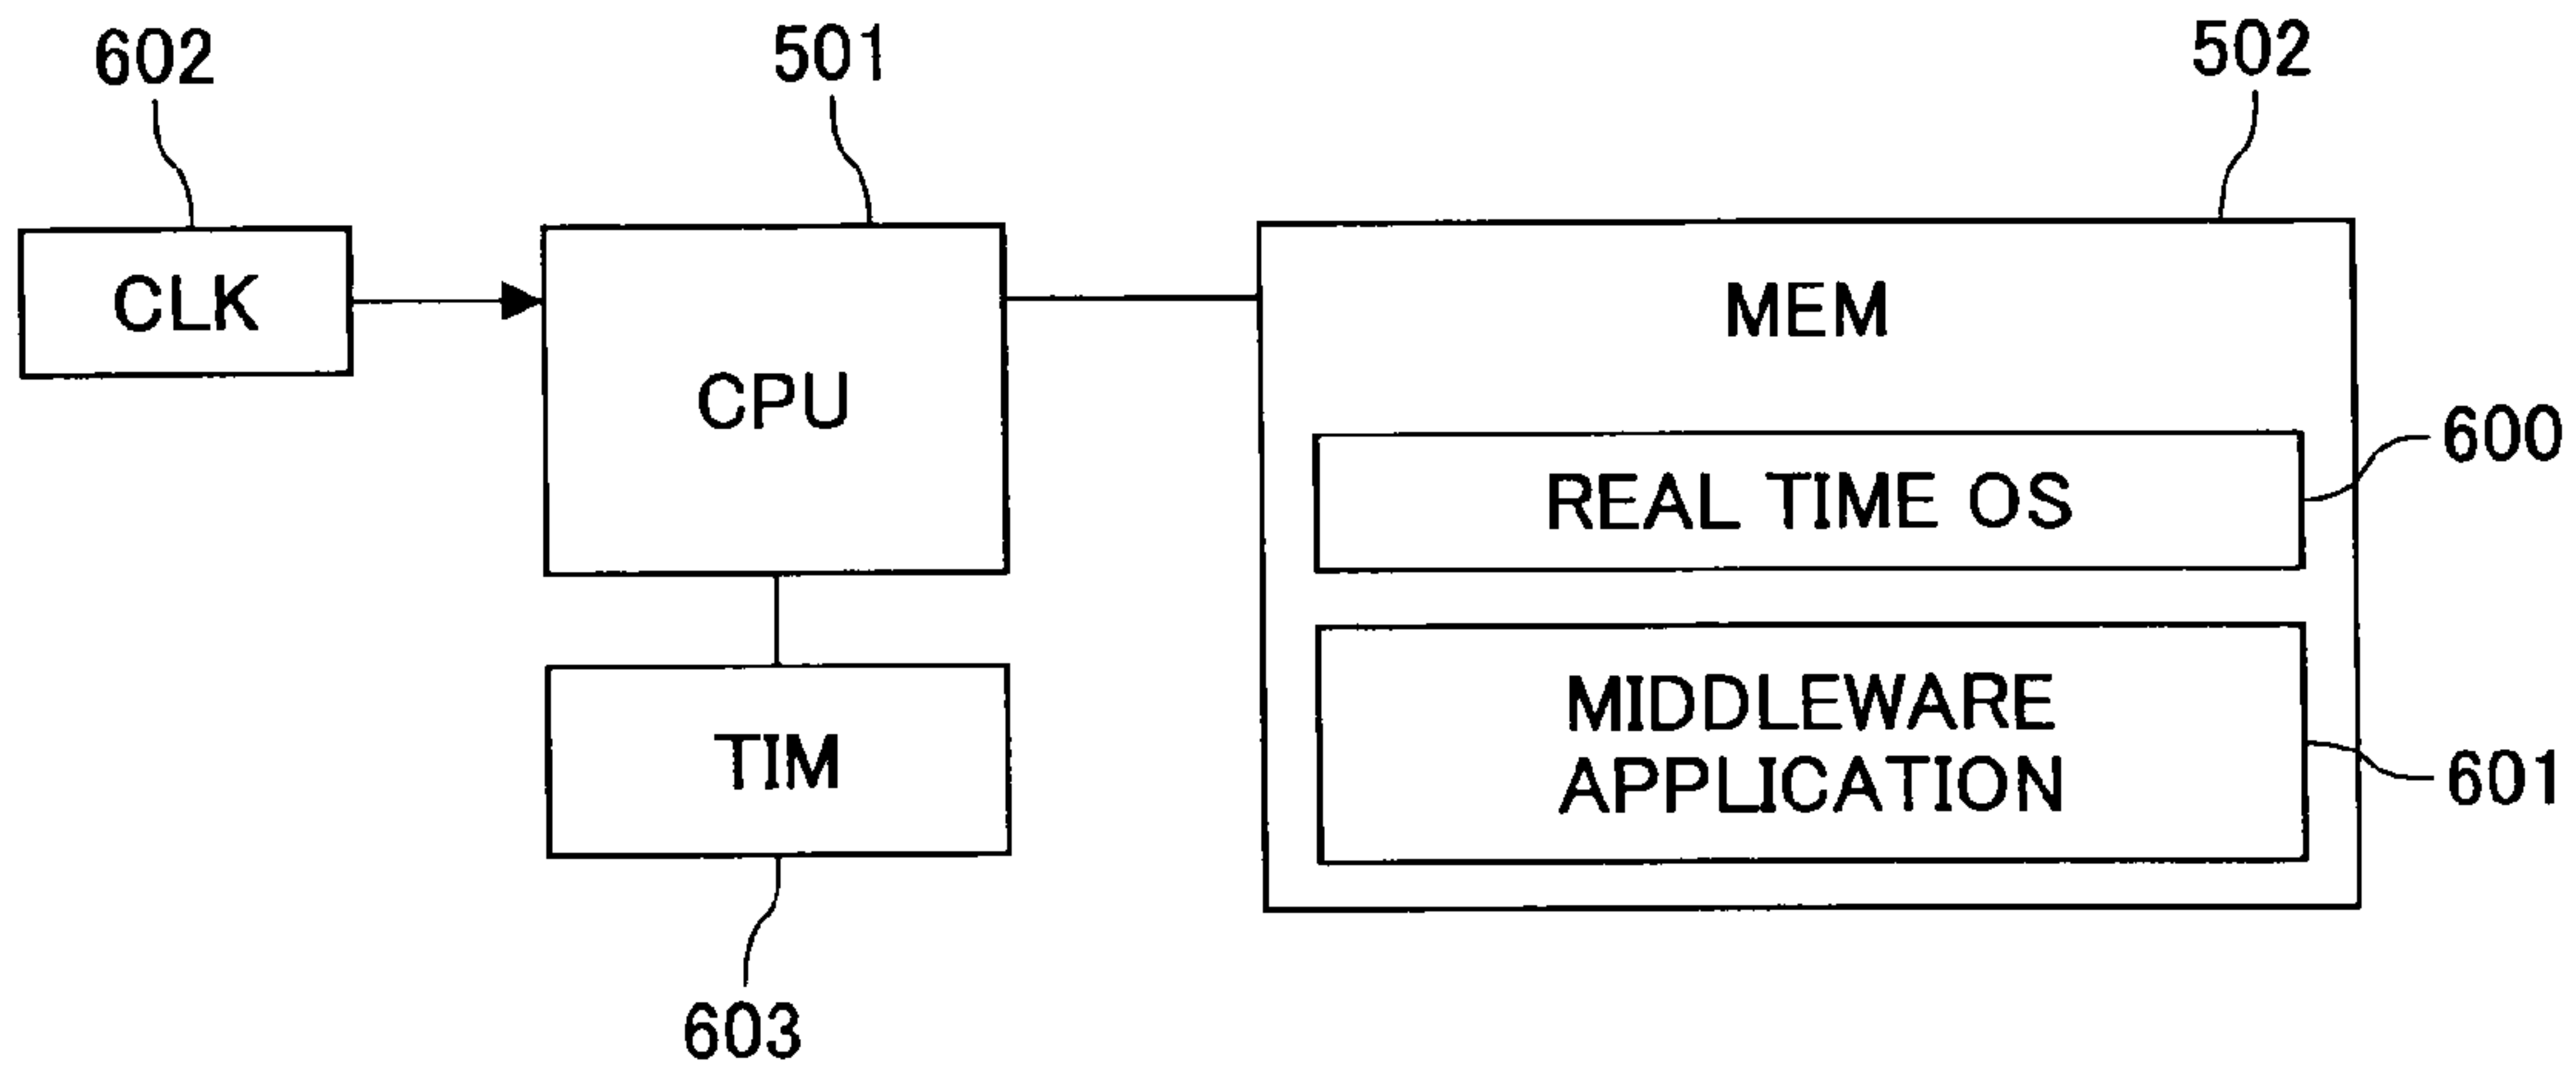 602
501
502
CLK
CPU
MEM
REAL TIME OS
600
MIDDLEWARE
APPLICATION
601
TIM
603